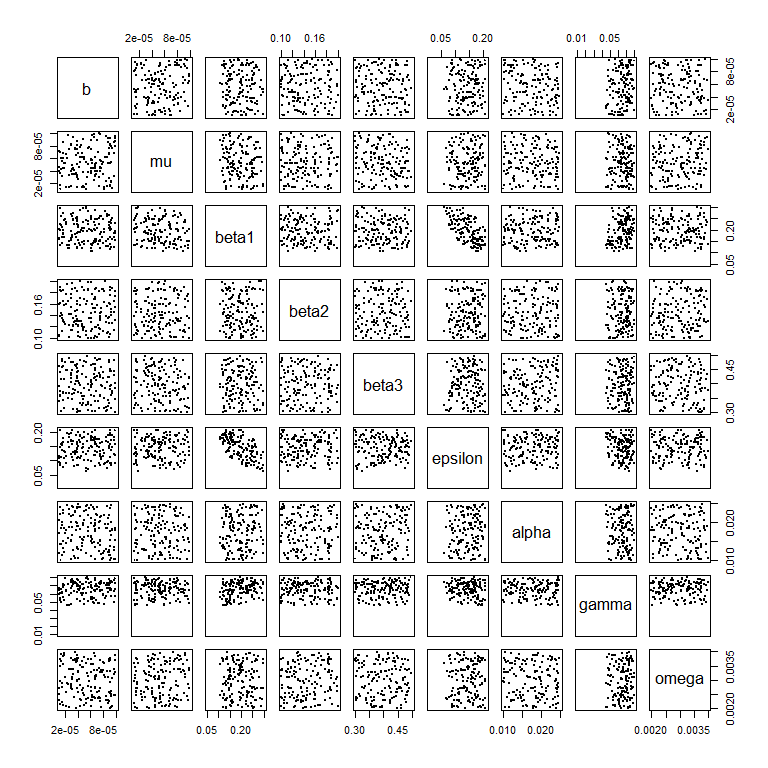 2e-05 8e-05 0.10 0.16 0.05 0.20 0.01 0.05
b
2e-05 8e-05
2e-05 8e-05
mu
beta1
0.05 0.20
0.10 0.16
beta2
beta3
0.30 0.45
0.05 0.20
epsilon
alpha
0.010 0.020
0.01 0.05
gamma
omega
0.0020 0.0035
2e-05 8e-05 0.05 0.20 0.30 0.45 0.010 0.020 0.0020 0.0035